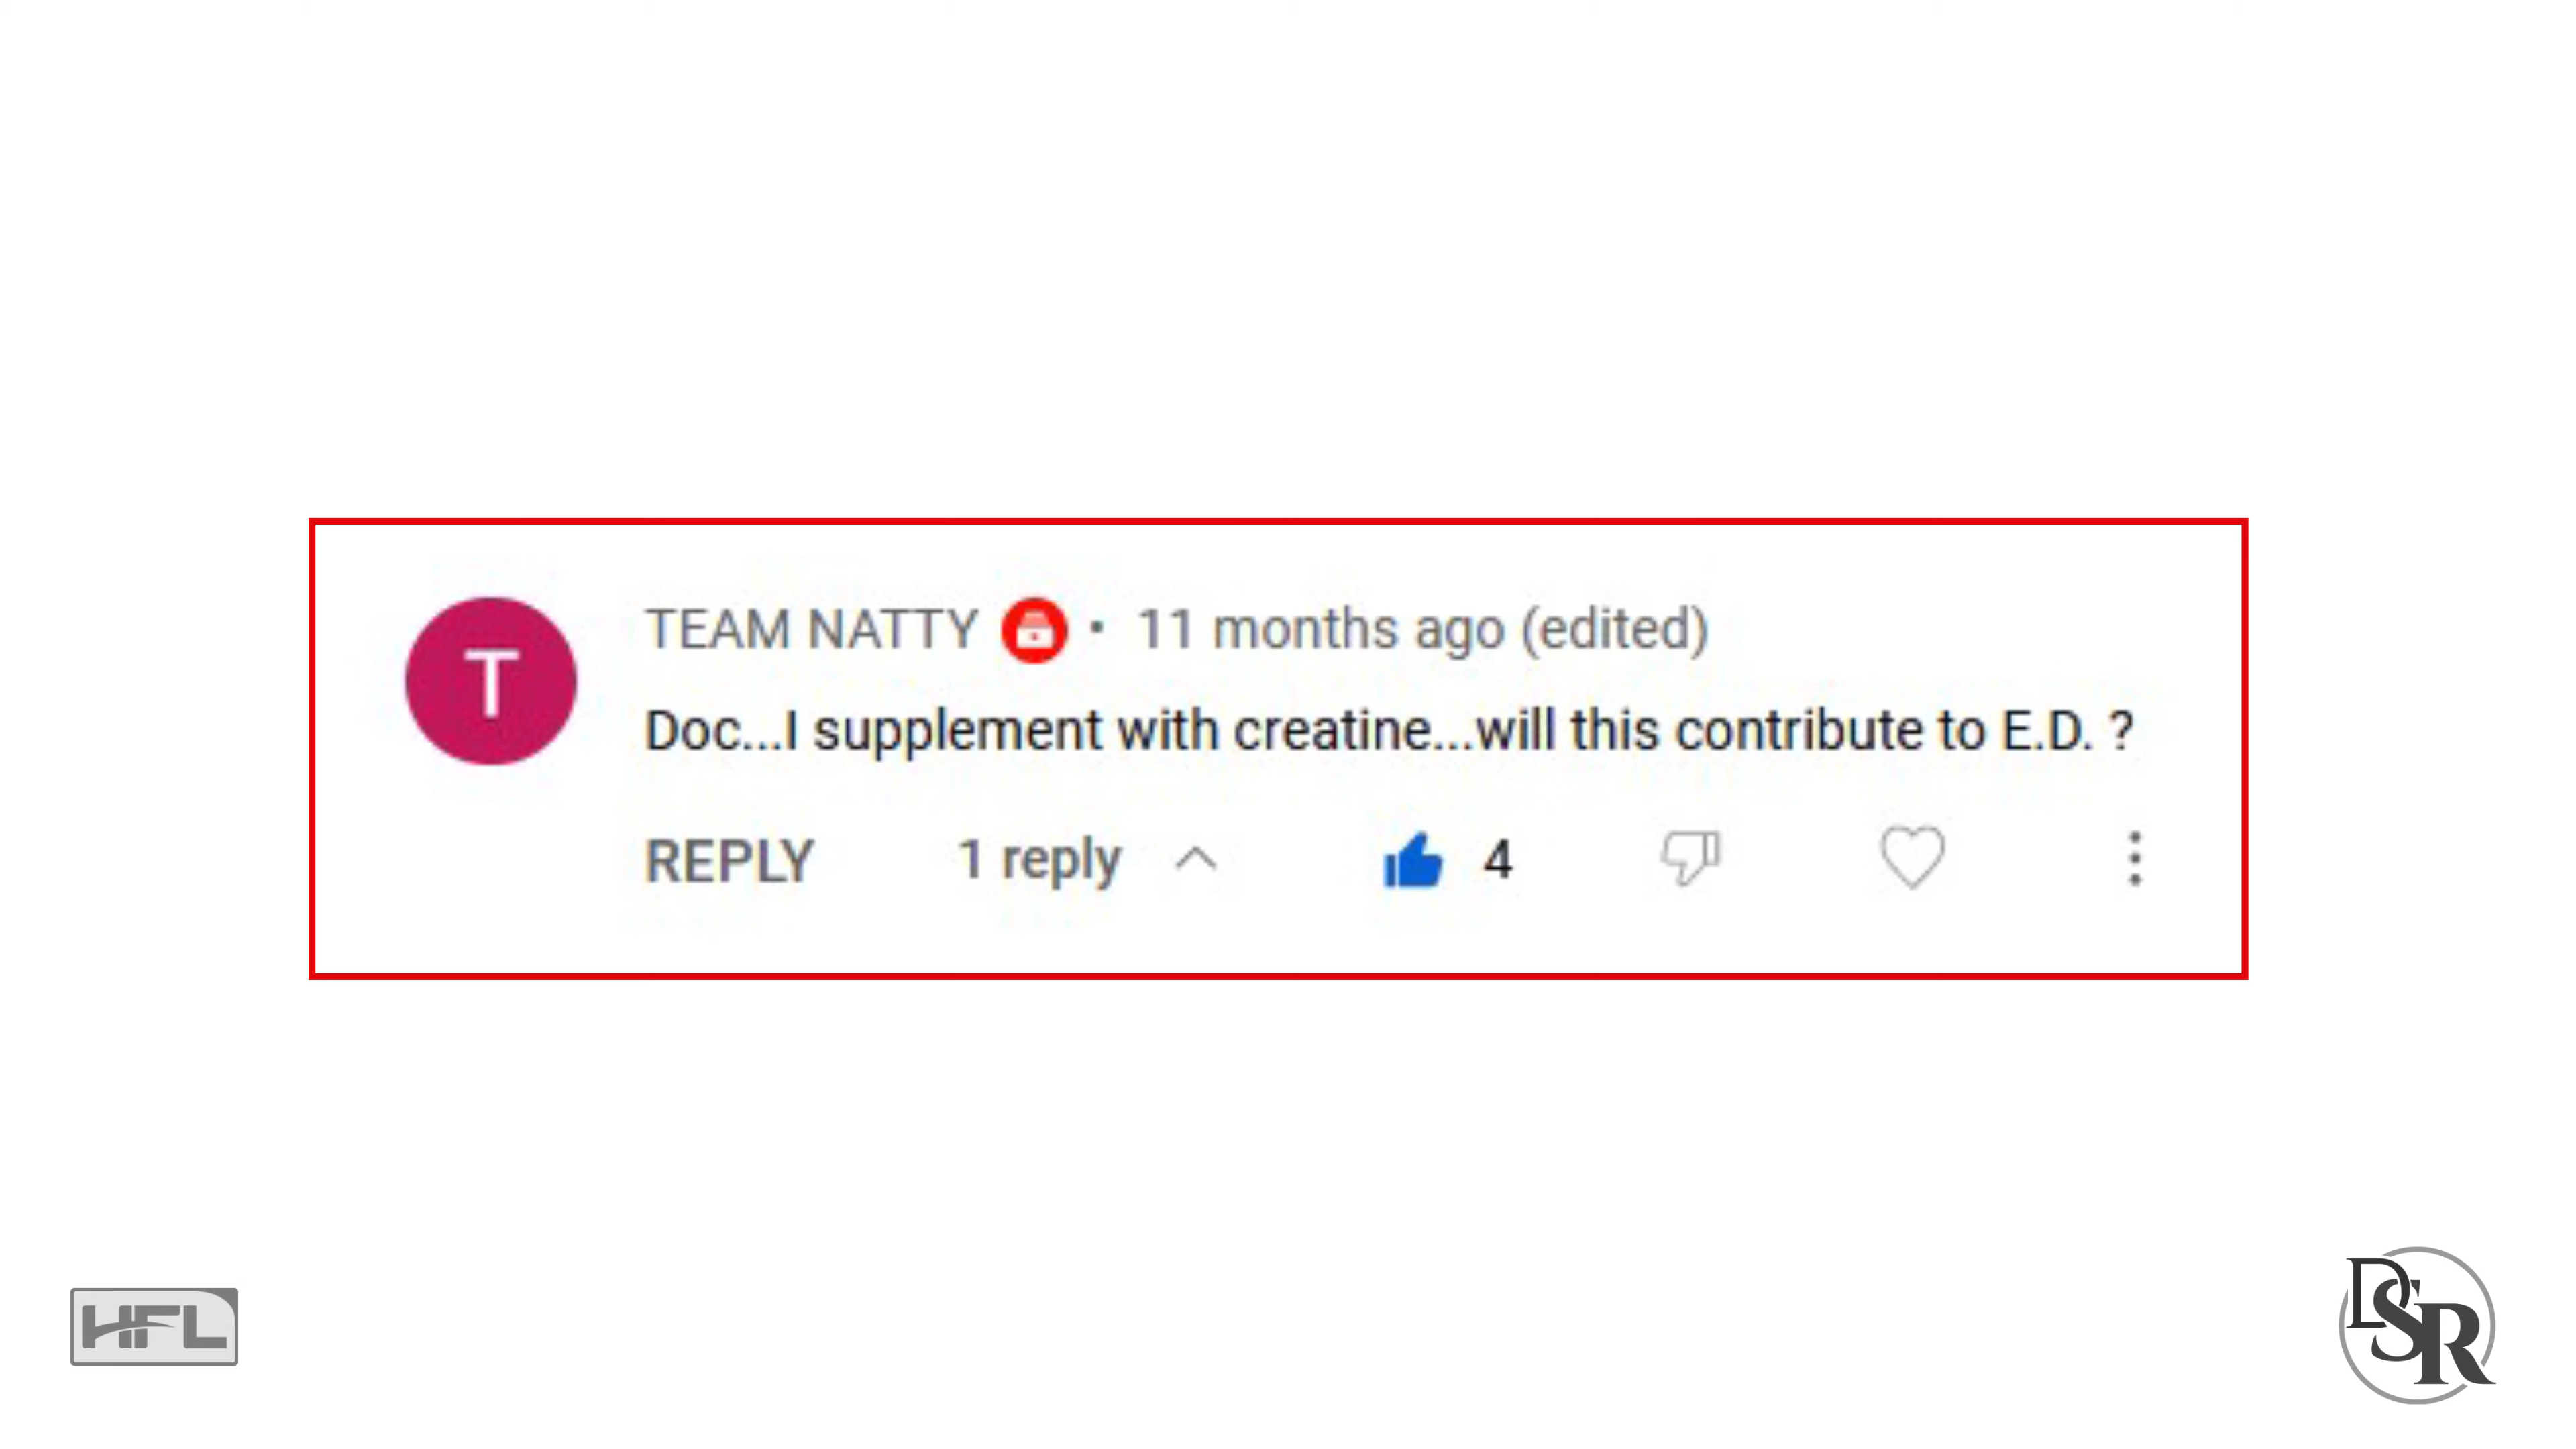 TEAM NATTY • 11 months ago (edited)
T
Doc...I supplement with creatine...will this contribute to E.D. ?
REPLY 1 reply 4
HFL
DSR